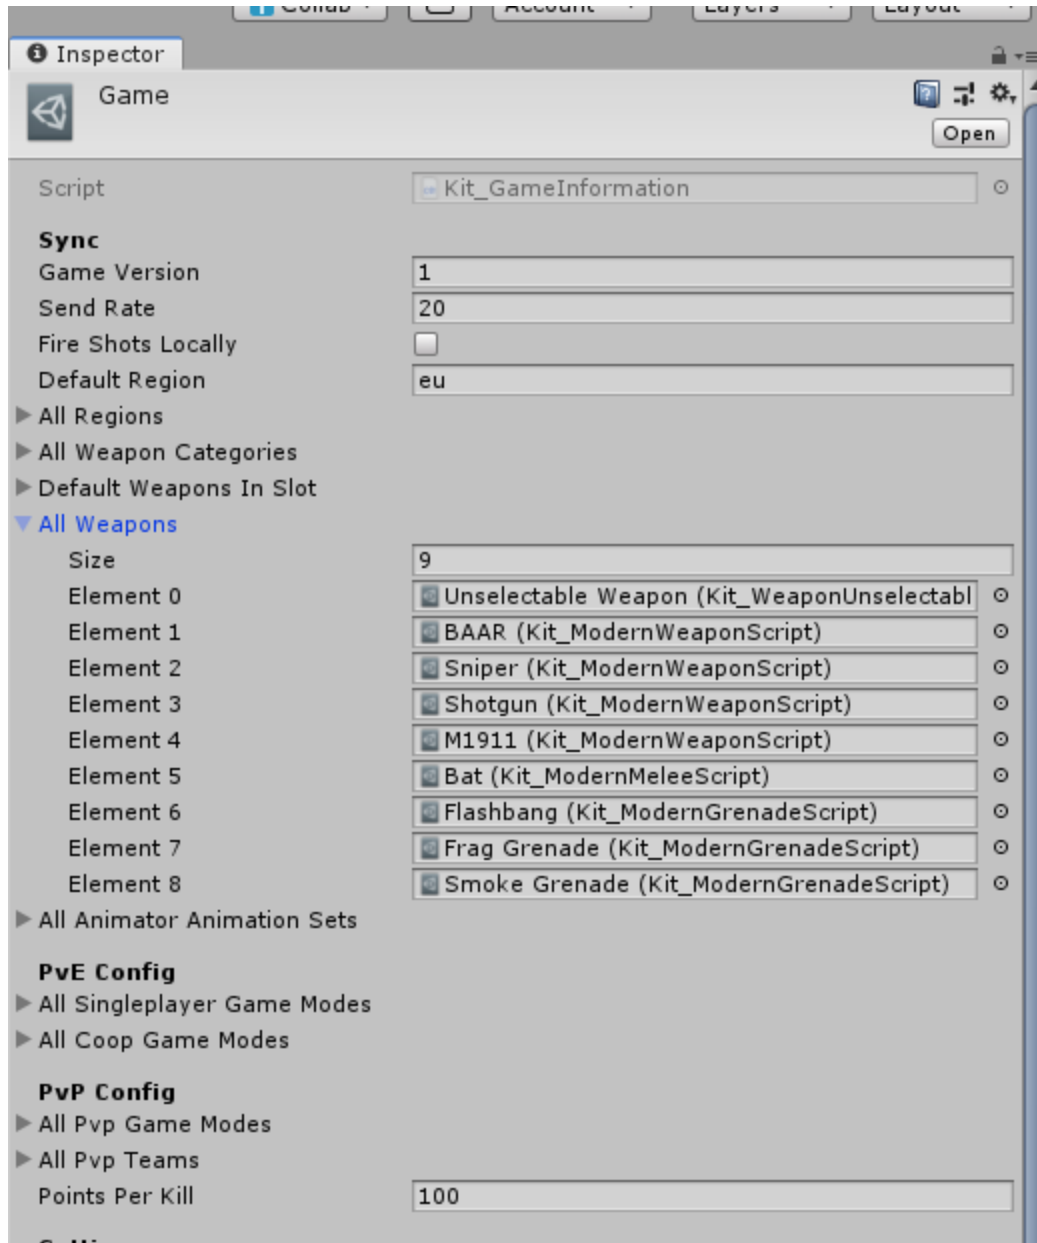 Collab
Account
Layers
Layout
Inspector
Game
Open
Script Kit_GameInformation
Sync
Game Version 1
Send Rate 20
Fire Shots Locally
Default Region eu
All Regions
All Weapon Categories
Default Weapons In Slot
All Weapons
Size 9
Element 0 Unselectable Weapon (Kit_WeaponUnselectabl
Element 1 BAAR (Kit_ModernWeaponScript)
Element 2 Sniper (Kit_ModernWeaponScript)
Element 3 Shotgun (Kit_ModernWeaponScript)
Element 4 M1911 (Kit_ModernWeaponScript)
Element 5 Bat (Kit_ModernMeleeScript)
Element 6 Flashbang (Kit_ModernGrenadeScript)
Element 7 Frag Grenade (Kit_ModernGrenadeScript)
Element 8 Smoke Grenade (Kit_ModernGrenadeScript)
All Animator Animation Sets
PvE Config
All Singleplayer Game Modes
All Coop Game Modes
PvP Config
All Pvp Game Modes
All Pvp Teams
Points Per Kill 100